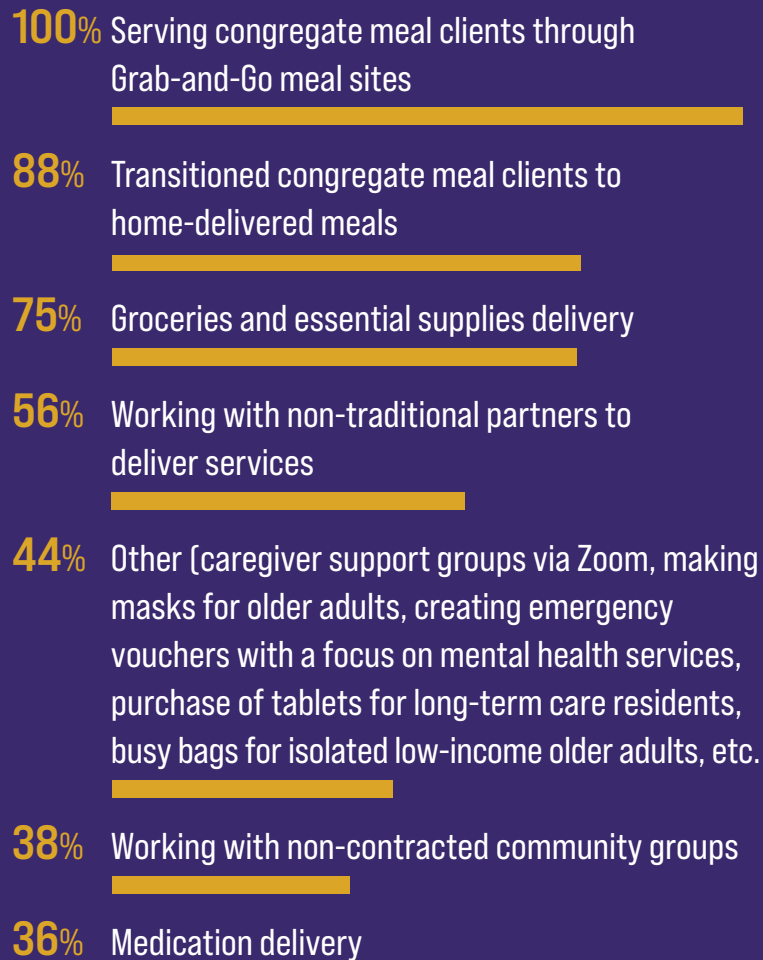 100% Serving congregate meal clients through
Grab-and-Go meal sites
88% Transitioned congregate meal clients to
home-delivered meals
75% Groceries and essential supplies delivery
56% Working with non-traditional partners to
deliver services
44% Other (caregiver support groups via Zoom, making
masks for older adults, creating emergency
vouchers with a focus on mental health services,
purchase of tablets for long-term care residents,
busy bags for isolated low-income older adults, etc.
38% Working with non-contracted community groups
36% Medication delivery